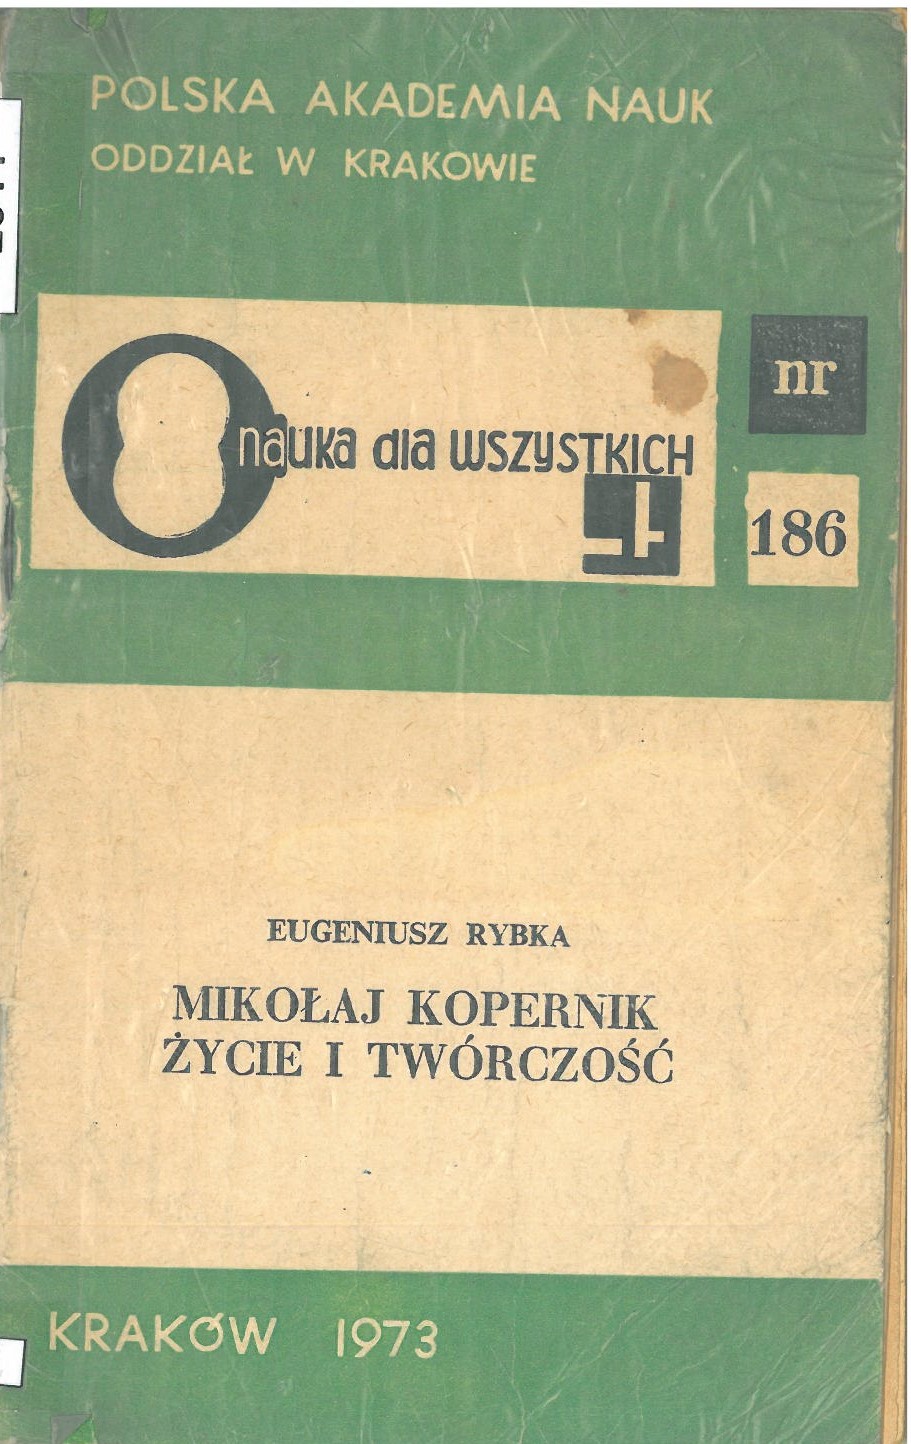 POLSKA AKADEMIA NAUK
ODDZIAŁ W KRAKOWIE
nauka dla wszystkich
nr
186
EUGENIUSZ RYBKA
MIKOŁAJ KOPERNIK
ŻYCIE I TWÓRCZOŚĆ
KRAKÓW 1973